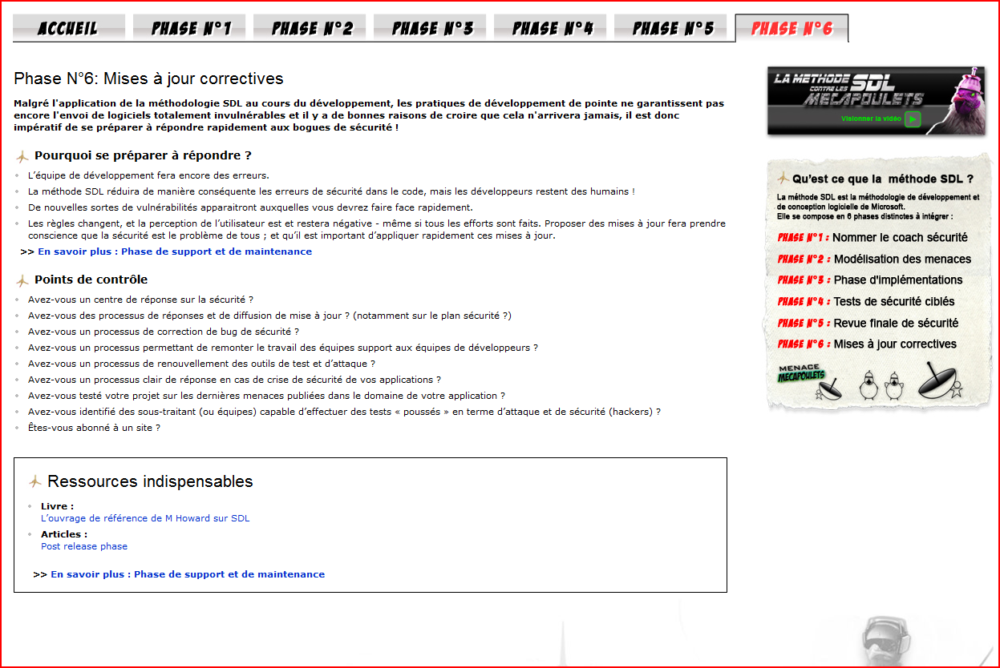 ACCUEIL
PHASE N°1
PHASE N°2
PHASE N°3
PHASE N°4
PHASE N°5
PHASE N°6
Phase N°6: Mises à jour correctives
Malgré l'application de la méthodologie SDL au cours du développement, les pratiques de développement de pointe ne garantissent pas
encore l'envoi de logiciels totalement invulnérables et il y a de bonnes raisons de croire que cela n'arrivera jamais, il est donc
impératif de se préparer à répondre rapidement aux bogues de sécurité !
Pourquoi se préparer à répondre ?
L'équipe de développement fera encore des erreurs.
La méthode SDL réduira de manière conséquente les erreurs de sécurité dans le code, mais les développeurs restent des humains !
De nouvelles sortes de vulnérabilités apparaitront auxquelles vous devrez faire face rapidement.
Les règles changent, et la perception de l'utilisateur est et restera négative - même si tous les efforts sont faits. Proposer des mises à jour fera prendre
conscience que la sécurité est le problème de tous ; et qu'il est important d'appliquer rapidement ces mises à jour.
>> En savoir plus : Phase de support et de maintenance
Points de contrôle
Avez-vous un centre de réponse sur la sécurité ?
Avez-vous des processus de réponses et de diffusion de mise à jour ? (notamment sur le plan sécurité ?)
Avez-vous un processus de correction de bug de sécurité ?
Avez-vous un processus permettant de remonter le travail des équipes support aux équipes de développeurs ?
Avez-vous un processus de renouvellement des outils de test et d'attaque ?
Avez-vous un processus clair de réponse en cas de crise de sécurité de vos applications ?
Avez-vous testé votre projet sur les dernières menaces publiées dans le domaine de votre application ?
Avez-vous identifié des sous-traitant (ou équipes) capable d'effectuer des tests « poussés » en terme d'attaque et de sécurité (hackers) ?
Êtes-vous abonné à un site ?
Ressources indispensables
Livre :
L'ouvrage de référence de M Howard sur SDL
Articles :
Post release phase
>> En savoir plus : Phase de support et de maintenance
LA METHODE SDL
CONTRE LES
MECAPOULETS
Visionner la vidéo
Qu'est ce que la méthode SDL ?
La méthode SDL est la méthodologie de développement et
de conception logicielle de Microsoft.
Elle se compose en 6 phases distinctes à intégrer :
PHASE N°1 : Nommer le coach sécurité
PHASE N°2 : Modélisation des menaces
PHASE N°3 : Phase d'implémentations
PHASE N°4 : Tests de sécurité ciblés
PHASE N°5 : Revue finale de sécurité
PHASE N°6 : Mises à jour correctives
MENACE
MECAPOULETS